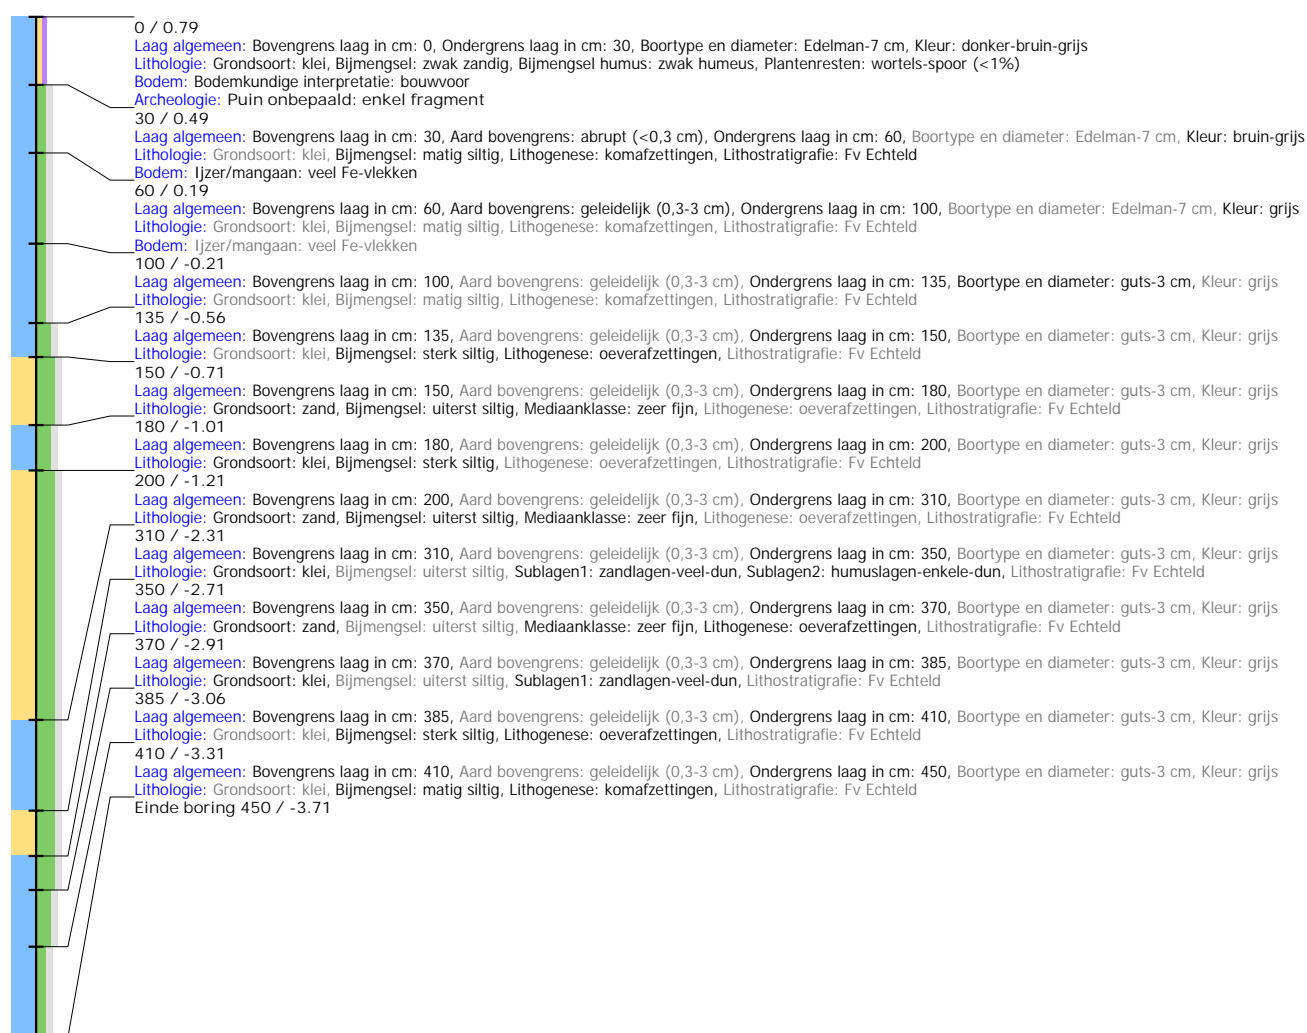 0 / 0.79
Laag algemeen: Bovengrens laag in cm: 0, Ondergrens laag in cm: 30, Boortype en diameter: Edelman-7 cm, Kleur: donker-bruin-grijs
Lithologie: Grondsoort: klei, Bijmengsel: zwak zandig, Bijmengsel humus: zwak humeus, Plantenresten: wortels-spoor (<1%)
Bodem: Bodemkundige interpretatie: bouwvoor
Archeologie: Puin onbepaald: enkel fragment
30 / 0.49
Laag algemeen: Bovengrens laag in cm: 30, Aard bovengrens: abrupt (<0,3 cm), Ondergrens laag in cm: 60, Boortype en diameter: Edelman-7 cm, Kleur: bruin-grijs
Lithologie: Grondsoort: klei, Bijmengsel: matig siltig, Lithogenese: komafzettingen, Lithostratigrafie: Fv Echteld
Bodem: Ijzer/mangaan: veel Fe-vlekken
60 / 0.19
Laag algemeen: Bovengrens laag in cm: 60, Aard bovengrens: geleidelijk (0,3-3 cm), Ondergrens laag in cm: 100, Boortype en diameter: Edelman-7 cm, Kleur: grijs
Lithologie: Grondsoort: klei, Bijmengsel: matig siltig, Lithogenese: komafzettingen, Lithostratigrafie: Fv Echteld
Bodem: Ijzer/mangaan: veel Fe-vlekken
100 / -0.21
Laag algemeen: Bovengrens laag in cm: 100, Aard bovengrens: geleidelijk (0,3-3 cm), Ondergrens laag in cm: 135, Boortype en diameter: guts-3 cm, Kleur: grijs
Lithologie: Grondsoort: klei, Bijmengsel: matig siltig, Lithogenese: komafzettingen, Lithostratigrafie: Fv Echteld
135 / -0.56
Laag algemeen: Bovengrens laag in cm: 135, Aard bovengrens: geleidelijk (0,3-3 cm), Ondergrens laag in cm: 150, Boortype en diameter: guts-3 cm, Kleur: grijs
Lithologie: Grondsoort: klei, Bijmengsel: sterk siltig, Lithogenese: oeverafzettingen, Lithostratigrafie: Fv Echteld
150 / -0.71
Laag algemeen: Bovengrens laag in cm: 150, Aard bovengrens: geleidelijk (0,3-3 cm), Ondergrens laag in cm: 180, Boortype en diameter: guts-3 cm, Kleur: grijs
Lithologie: Grondsoort: zand, Bijmengsel: uiterst siltig, Mediaanklasse: zeer fijn, Lithogenese: oeverafzettingen, Lithostratigrafie: Fv Echteld
180 / -1.01
Laag algemeen: Bovengrens laag in cm: 180, Aard bovengrens: geleidelijk (0,3-3 cm), Ondergrens laag in cm: 200, Boortype en diameter: guts-3 cm, Kleur: grijs
Lithologie: Grondsoort: klei, Bijmengsel: sterk siltig, Lithogenese: oeverafzettingen, Lithostratigrafie: Fv Echteld
200 / -1.21
Laag algemeen: Bovengrens laag in cm: 200, Aard bovengrens: geleidelijk (0,3-3 cm), Ondergrens laag in cm: 310, Boortype en diameter: guts-3 cm, Kleur: grijs
Lithologie: Grondsoort: zand, Bijmengsel: uiterst siltig, Mediaanklasse: zeer fijn, Lithogenese: oeverafzettingen, Lithostratigrafie: Fv Echteld
310 / -2.31
Laag algemeen: Bovengrens laag in cm: 310, Aard bovengrens: geleidelijk (0,3-3 cm), Ondergrens laag in cm: 350, Boortype en diameter: guts-3 cm, Kleur: grijs
Lithologie: Grondsoort: klei, Bijmengsel: uiterst siltig, Sublagen1: zandlagen-veel-dun, Sublagen2: humuslagen-enkele-dun, Lithostratigrafie: Fv Echteld
350 / -2.71
Laag algemeen: Bovengrens laag in cm: 350, Aard bovengrens: geleidelijk (0,3-3 cm), Ondergrens laag in cm: 370, Boortype en diameter: guts-3 cm, Kleur: grijs
Lithologie: Grondsoort: zand, Bijmengsel: uiterst siltig, Mediaanklasse: zeer fijn, Lithogenese: oeverafzettingen, Lithostratigrafie: Fv Echteld
370 / -2.91
Laag algemeen: Bovengrens laag in cm: 370, Aard bovengrens: geleidelijk (0,3-3 cm), Ondergrens laag in cm: 385, Boortype en diameter: guts-3 cm, Kleur: grijs
Lithologie: Grondsoort: klei, Bijmengsel: uiterst siltig, Sublagen1: zandlagen-veel-dun, Lithostratigrafie: Fv Echteld
385 / -3.06
Laag algemeen: Bovengrens laag in cm: 385, Aard bovengrens: geleidelijk (0,3-3 cm), Ondergrens laag in cm: 410, Boortype en diameter: guts-3 cm, Kleur: grijs
Lithologie: Grondsoort: klei, Bijmengsel: sterk siltig, Lithogenese: oeverafzettingen, Lithostratigrafie: Fv Echteld
410 / -3.31
Laag algemeen: Bovengrens laag in cm: 410, Aard bovengrens: geleidelijk (0,3-3 cm), Ondergrens laag in cm: 450, Boortype en diameter: guts-3 cm, Kleur: grijs
Lithologie: Grondsoort: klei, Bijmengsel: matig siltig, Lithogenese: komafzettingen, Lithostratigrafie: Fv Echteld
Einde boring 450 / -3.71